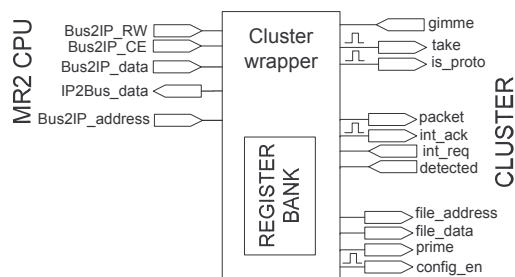 MR2 CPU
Bus2IP_RW
Bus2IP_CE
Bus2IP_data
IP2Bus_data
Bus2IP_address
Cluster
wrapper
REGISTER
BANK
gimme
take
is_proto
packet
int_ack
int_req
detected
file_address
file_data
prime
config_en
CLUSTER